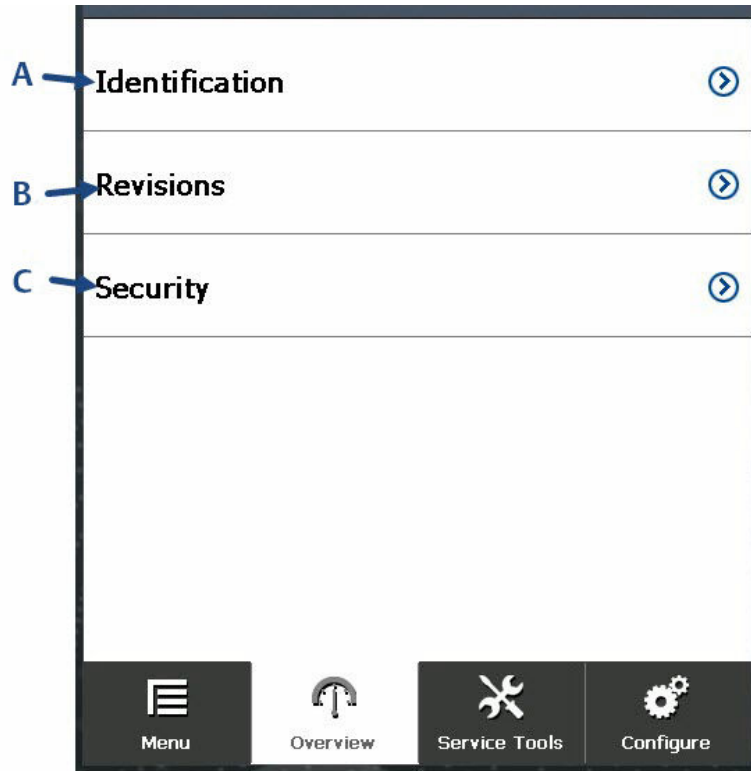 A Identification
B Revisions
C Security
Menu Overview Service Tools Configure